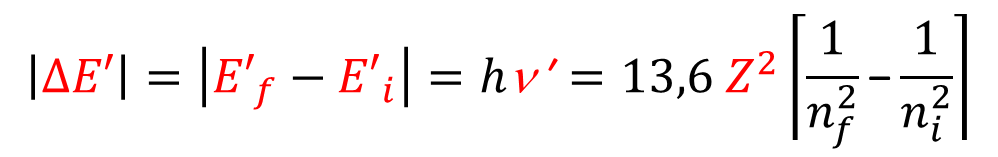 |ΔE′| = |E′_f − E′_i| = hν′ = 13,6 Z² ⌈1/n_f² − 1/n_i²⌉